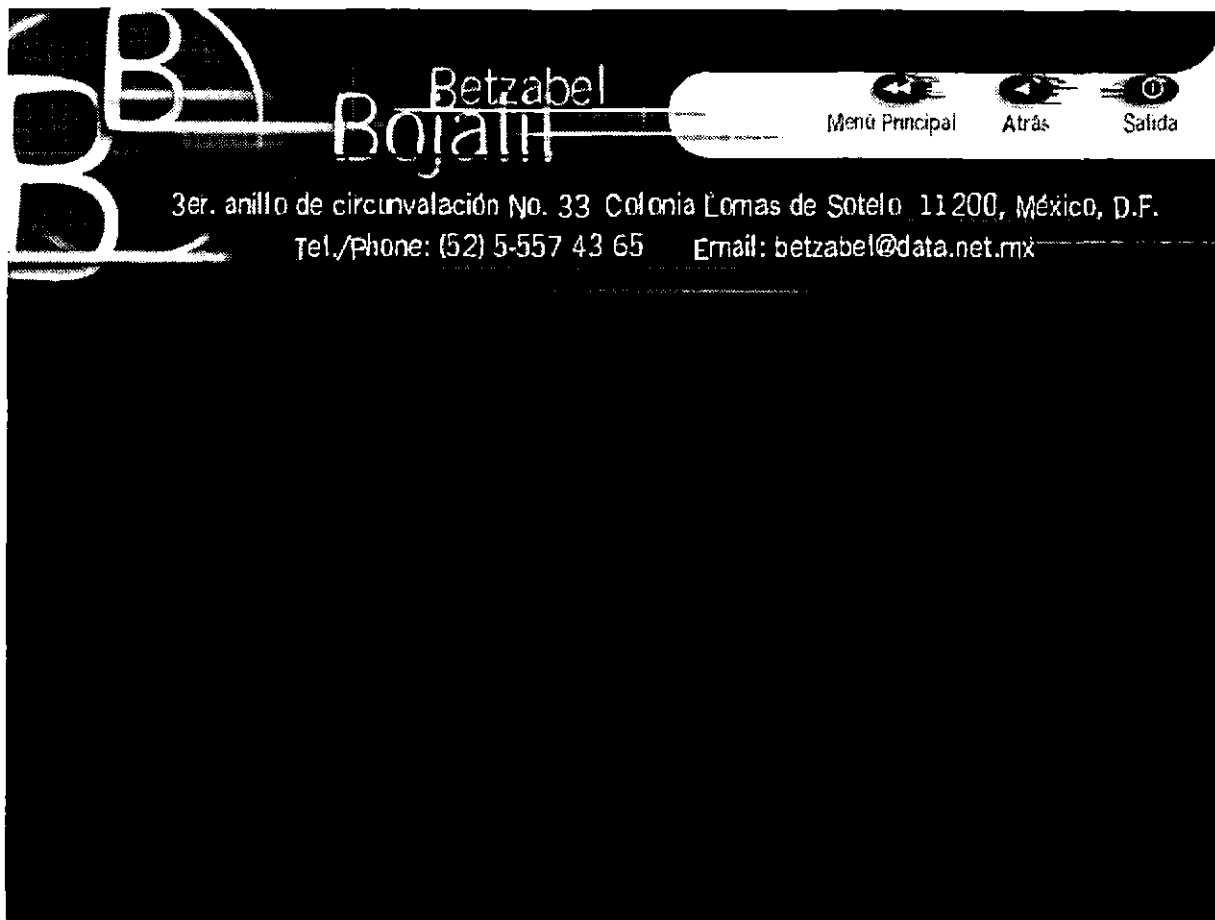 B
B
Betzabel
Bojalil
Menú Principal Atrás Salida
3er. anillo de circunvalación No. 33 Colonia Lomas de Sotelo 11200, México, D.F.
Tel./Phone: (52) 5-557 43 65 Email: betzabel@data.net.mx